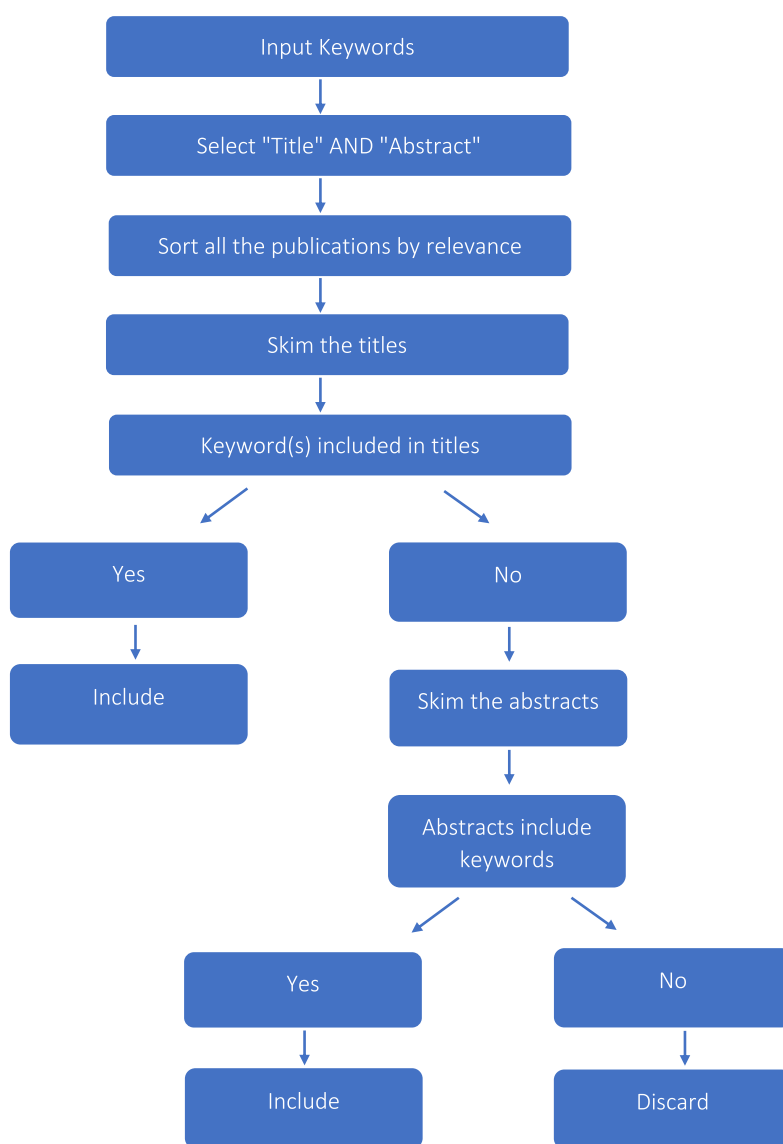 Input Keywords
Select "Title" AND "Abstract"
Sort all the publications by relevance
Skim the titles
Keyword(s) included in titles
Yes
No
Include
Skim the abstracts
Abstracts include
keywords
Yes
No
Include
Discard